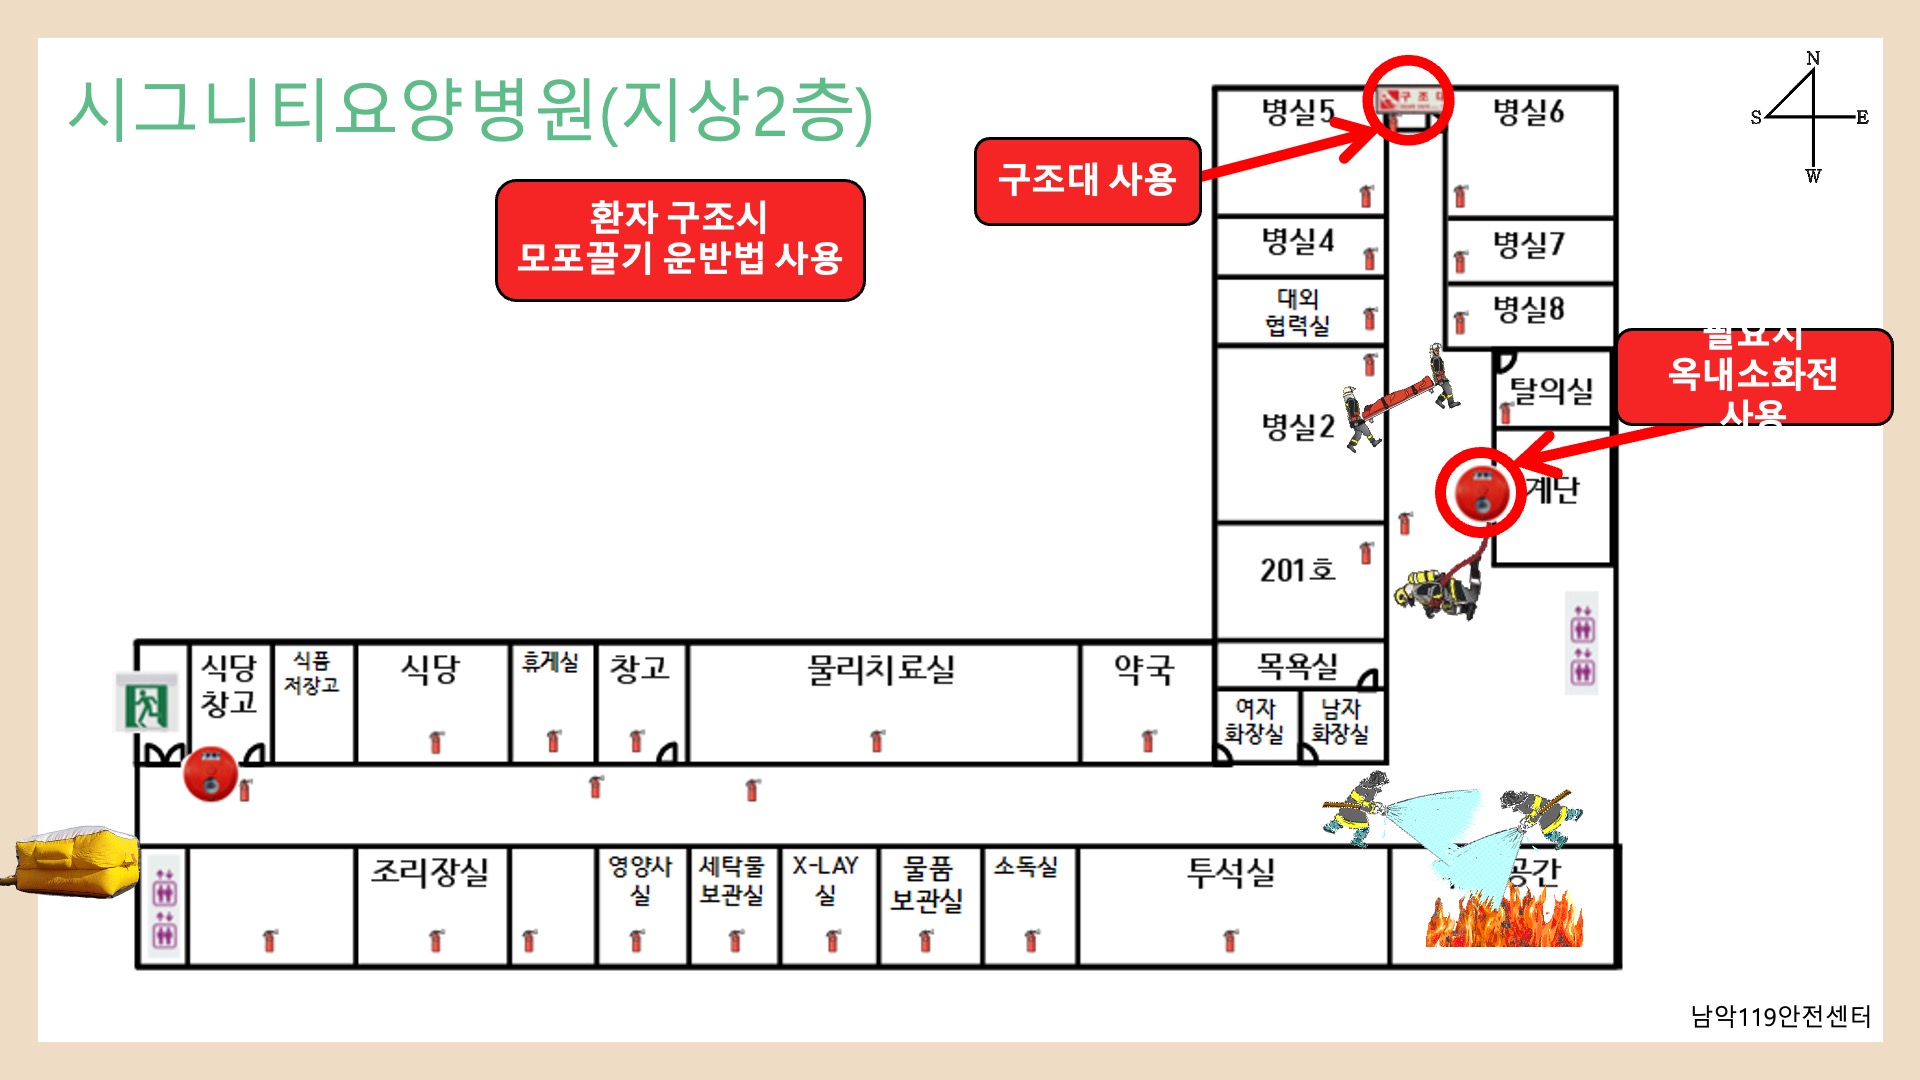 시그니티요양병원(지상2층)
N
S
E
W
환자 구조시
모포끌기 운반법 사용
구조대 사용
구조대
병실5
병실6
병실4
병실7
대외
협력실
병실8
필요시
옥내소화전
사용
탈의실
병실2
계단
201호
목욕실
여자
화장실
남자
화장실
식당
창고
식품
저장고
식당
휴게실
창고
물리치료실
약국
조리장실
영양사
실
세탁물
보관실
X-LAY
실
물품
보관실
소독실
투석실
공간
남악119안전센터